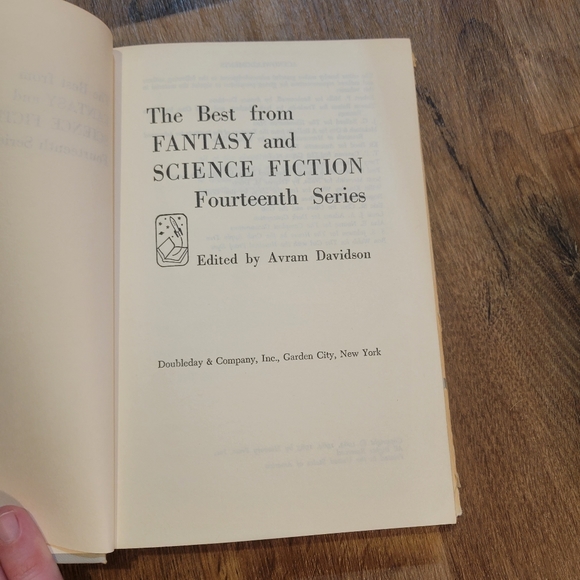 The Best from
FANTASY and
SCIENCE FICTION
Fourteenth Series
Edited by Avram Davidson
Doubleday & Company, Inc., Garden City, New York